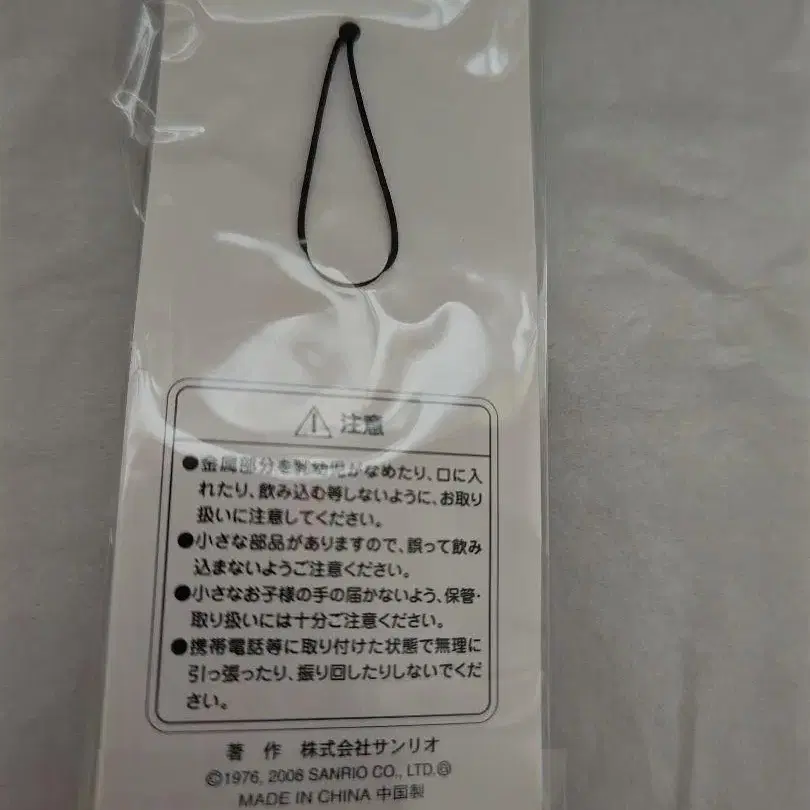 注意
●金属部分を乳幼児がなめたり、口に入
れたり、飲み込む等しないように、お取り
扱いに注意してください。
●小さな部品がありますので、誤って飲み
込まないようご注意ください。
●小さなお子様の手の届かないよう、保管・
取り扱いには十分ご注意ください。
●携帯電話等に取り付けた状態で無理に
引っ張ったり、振り回したりしないでくだ
さい。
著 作 株式会社サンリオ
©1976, 2008 SANRIO CO., LTD.Ⓖ
MADE IN CHINA 中国製